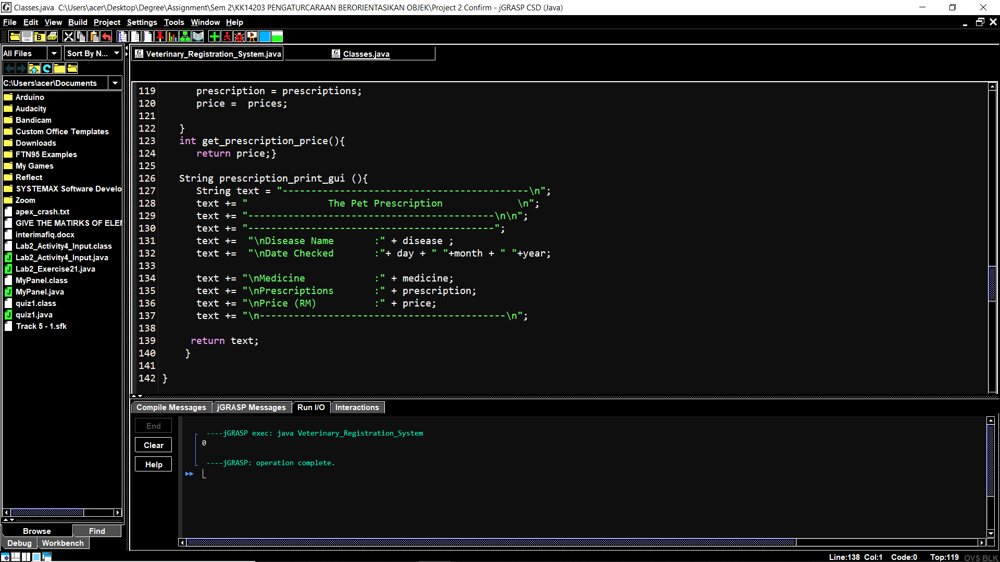 Classes.java  C:\Users\acer\Desktop\Degree\Assignment\Sem 2\KK14203 PENGATURCARAAN BERORIENTASIKAN OBJEK\Project 2 Confirm - jGRASP CSD (Java)
File Edit View Build Project Settings Tools Window Help
All Files Sort By N...
C:\Users\acer\Documents
Arduino
Audacity
Bandicam
Custom Office Templates
Downloads
FTN95 Examples
My Games
Reflect
SYSTEMAX Software Develo
Zoom
apex_crash.txt
GIVE THE MATIRKS OF ELEI
interimafiq.docx
Lab2_Activity4_Input.class
Lab2_Activity4_Input.java
Lab2_Exercise21.java
MyPanel.class
MyPanel.java
quiz1.class
quiz1.java
Track 5 - 1.sfk
Browse Find
Debug Workbench
Veterinary_Registration_System.java Classes.java
119       prescription = prescriptions;
120       price =  prices;
121
122    }
123    int get_prescription_price(){
124       return price;}
125
126    String prescription_print_gui (){
127       String text = "-------------------------------------------\n";
128       text += "              The Pet Prescription             \n";
129       text += "-------------------------------------------\n\n";
130       text += "-------------------------------------------";
131       text +=  "\nDisease Name       :" + disease ;
132       text +=  "\nDate Checked       :"+ day + " "+month + " "+year;
133
134       text += "\nMedicine            :" + medicine;
135       text += "\nPrescriptions       :" + prescription;
136       text += "\nPrice (RM)          :" + price;
137       text += "\n-------------------------------------------\n";
138
139      return text;
140     }
141
142 }
Compile Messages jGRASP Messages Run I/O Interactions
End
Clear
Help
----jGRASP exec: java Veterinary_Registration_System
0
----jGRASP: operation complete.
Line:138 Col:1 Code:0 Top:119 OVS BLK